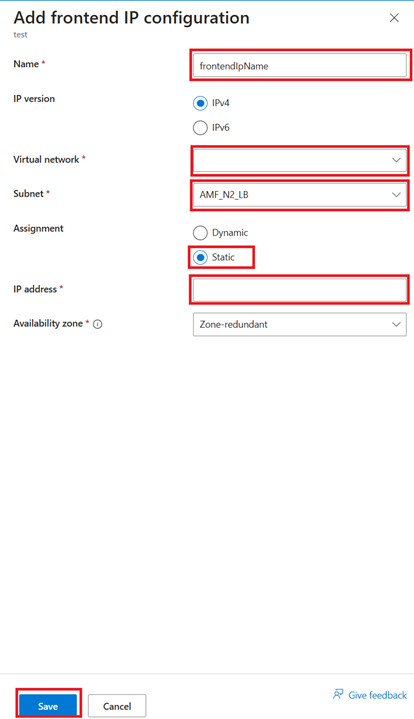 Add frontend IP configuration
test
Name *
frontendIpName
IP version
IPv4
IPv6
Virtual network *
Subnet *
AMF_N2_LB
Assignment
Dynamic
Static
IP address *
Availability zone *
Zone-redundant
Save
Cancel
Give feedback